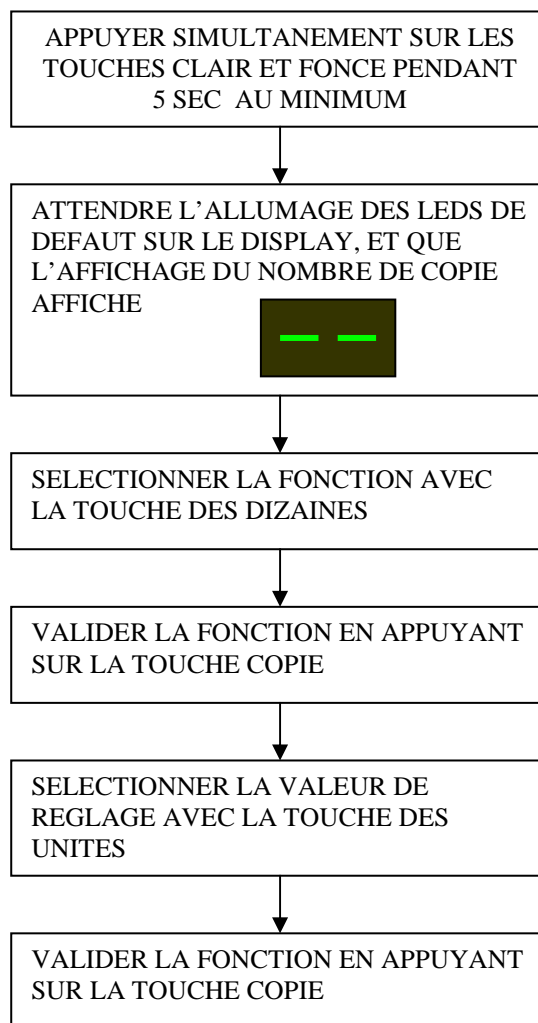 APPUYER SIMULTANEMENT SUR LES
TOUCHES CLAIR ET FONCE PENDANT
5 SEC AU MINIMUM
ATTENDRE L'ALLUMAGE DES LEDS DE
DEFAUT SUR LE DISPLAY, ET QUE
L'AFFICHAGE DU NOMBRE DE COPIE
AFFICHE
SELECTIONNER LA FONCTION AVEC
LA TOUCHE DES DIZAINES
VALIDER LA FONCTION EN APPUYANT
SUR LA TOUCHE COPIE
SELECTIONNER LA VALEUR DE
REGLAGE AVEC LA TOUCHE DES
UNITES
VALIDER LA FONCTION EN APPUYANT
SUR LA TOUCHE COPIE